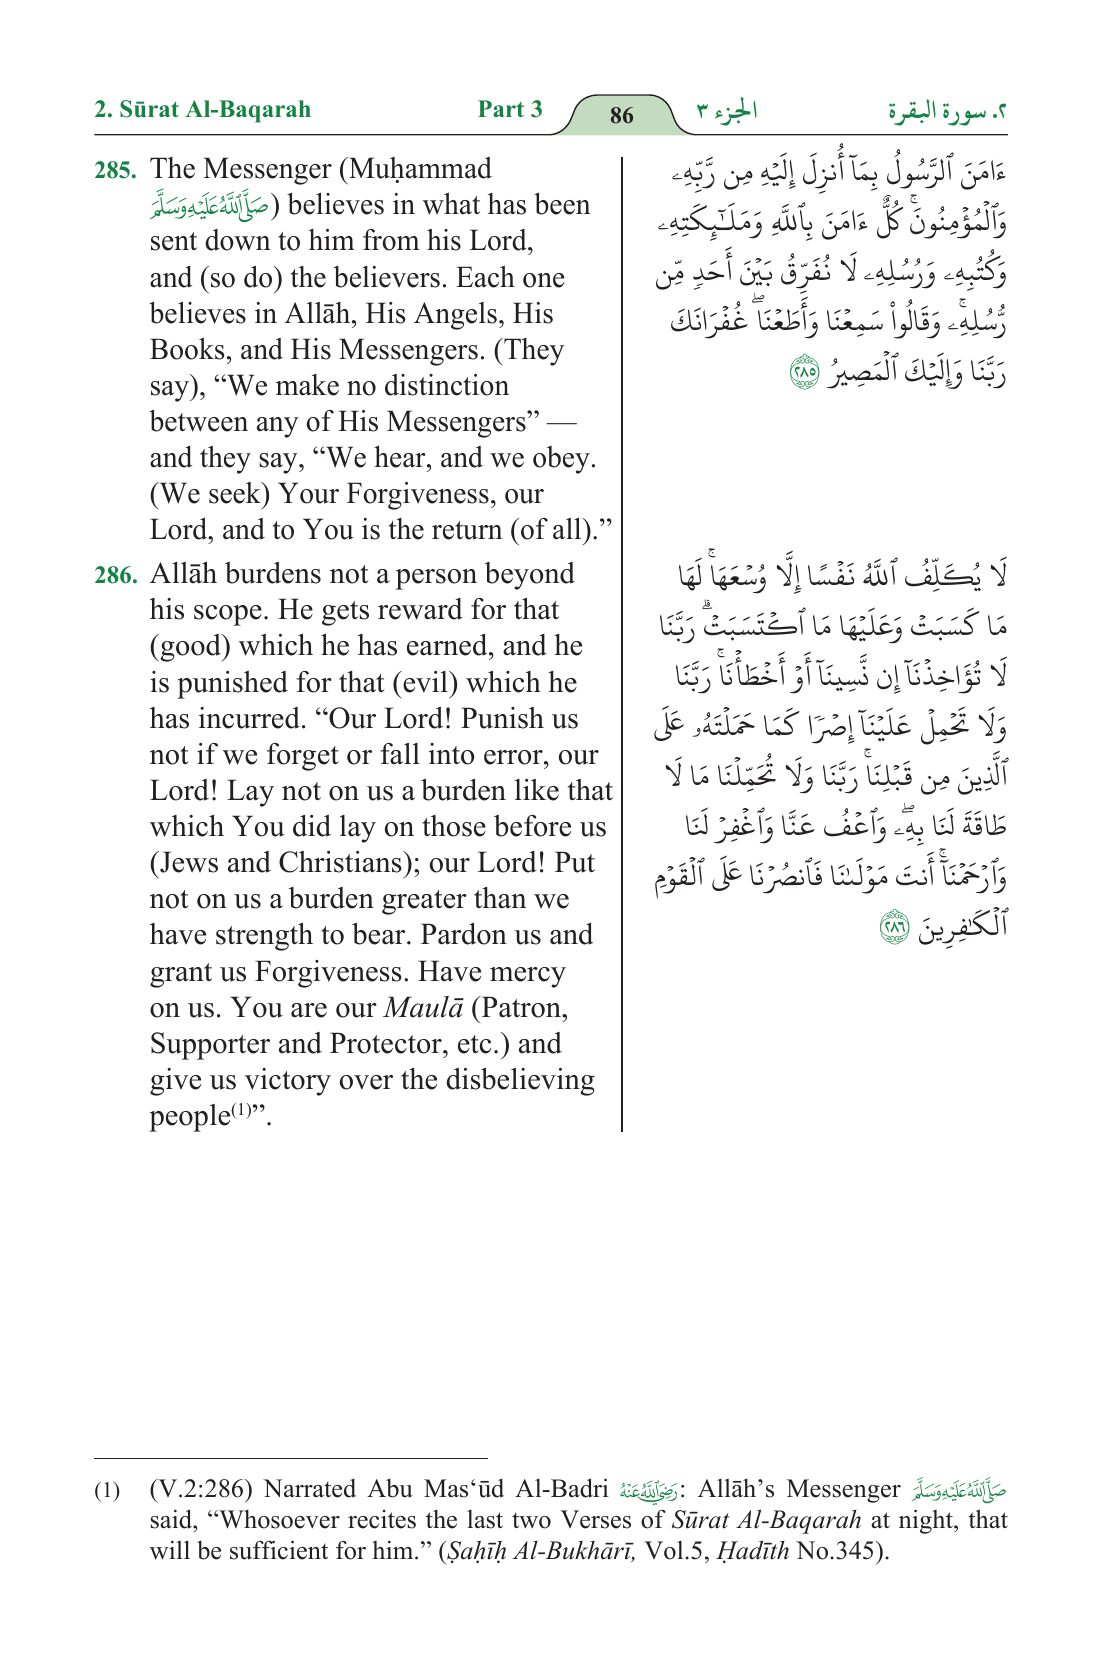 2. Sūrat Al-Baqarah Part 3 86 الجزء ٣ ٢. سورة البقرة
285. The Messenger (Muḥammad
ﷺ) believes in what has been
sent down to him from his Lord,
and (so do) the believers. Each one
believes in Allāh, His Angels, His
Books, and His Messengers. (They
say), “We make no distinction
between any of His Messengers” —
and they say, “We hear, and we obey.
(We seek) Your Forgiveness, our
Lord, and to You is the return (of all).”
ءَامَنَ ٱلرَّسُولُ بِمَآ أُنزِلَ إِلَيۡهِ مِن رَّبِّهِۦ
وَٱلۡمُؤۡمِنُونَۚ كُلٌّ ءَامَنَ بِٱللَّهِ وَمَلَٰٓئِكَتِهِۦ
وَكُتُبِهِۦ وَرُسُلِهِۦ لَا نُفَرِّقُ بَيۡنَ أَحَدٖ مِّن
رُّسُلِهِۦۚ وَقَالُواْ سَمِعۡنَا وَأَطَعۡنَاۖ غُفۡرَانَكَ
رَبَّنَا وَإِلَيۡكَ ٱلۡمَصِيرُ ٢٨٥
286. Allāh burdens not a person beyond
his scope. He gets reward for that
(good) which he has earned, and he
is punished for that (evil) which he
has incurred. “Our Lord! Punish us
not if we forget or fall into error, our
Lord! Lay not on us a burden like that
which You did lay on those before us
(Jews and Christians); our Lord! Put
not on us a burden greater than we
have strength to bear. Pardon us and
grant us Forgiveness. Have mercy
on us. You are our Maulā (Patron,
Supporter and Protector, etc.) and
give us victory over the disbelieving
people(1)”.
لَا يُكَلِّفُ ٱللَّهُ نَفۡسًا إِلَّا وُسۡعَهَاۚ لَهَا
مَا كَسَبَتۡ وَعَلَيۡهَا مَا ٱكۡتَسَبَتۡۗ رَبَّنَا
لَا تُؤَاخِذۡنَآ إِن نَّسِينَآ أَوۡ أَخۡطَأۡنَاۚ رَبَّنَا
وَلَا تَحۡمِلۡ عَلَيۡنَآ إِصۡرٗا كَمَا حَمَلۡتَهُۥ عَلَى
ٱلَّذِينَ مِن قَبۡلِنَاۚ رَبَّنَا وَلَا تُحَمِّلۡنَا مَا لَا
طَاقَةَ لَنَا بِهِۦۖ وَٱعۡفُ عَنَّا وَٱغۡفِرۡ لَنَا
وَٱرۡحَمۡنَآۚ أَنتَ مَوۡلَىٰنَا فَٱنصُرۡنَا عَلَى ٱلۡقَوۡمِ
ٱلۡكَٰفِرِينَ ٢٨٦
(1) (V.2:286) Narrated Abu Mas‘ūd Al-Badri رَضِيَ اللَّهُ عَنْهُ: Allāh’s Messenger ﷺ
said, “Whosoever recites the last two Verses of Sūrat Al-Baqarah at night, that
will be sufficient for him.” (Ṣaḥīḥ Al-Bukhārī, Vol.5, Ḥadīth No.345).